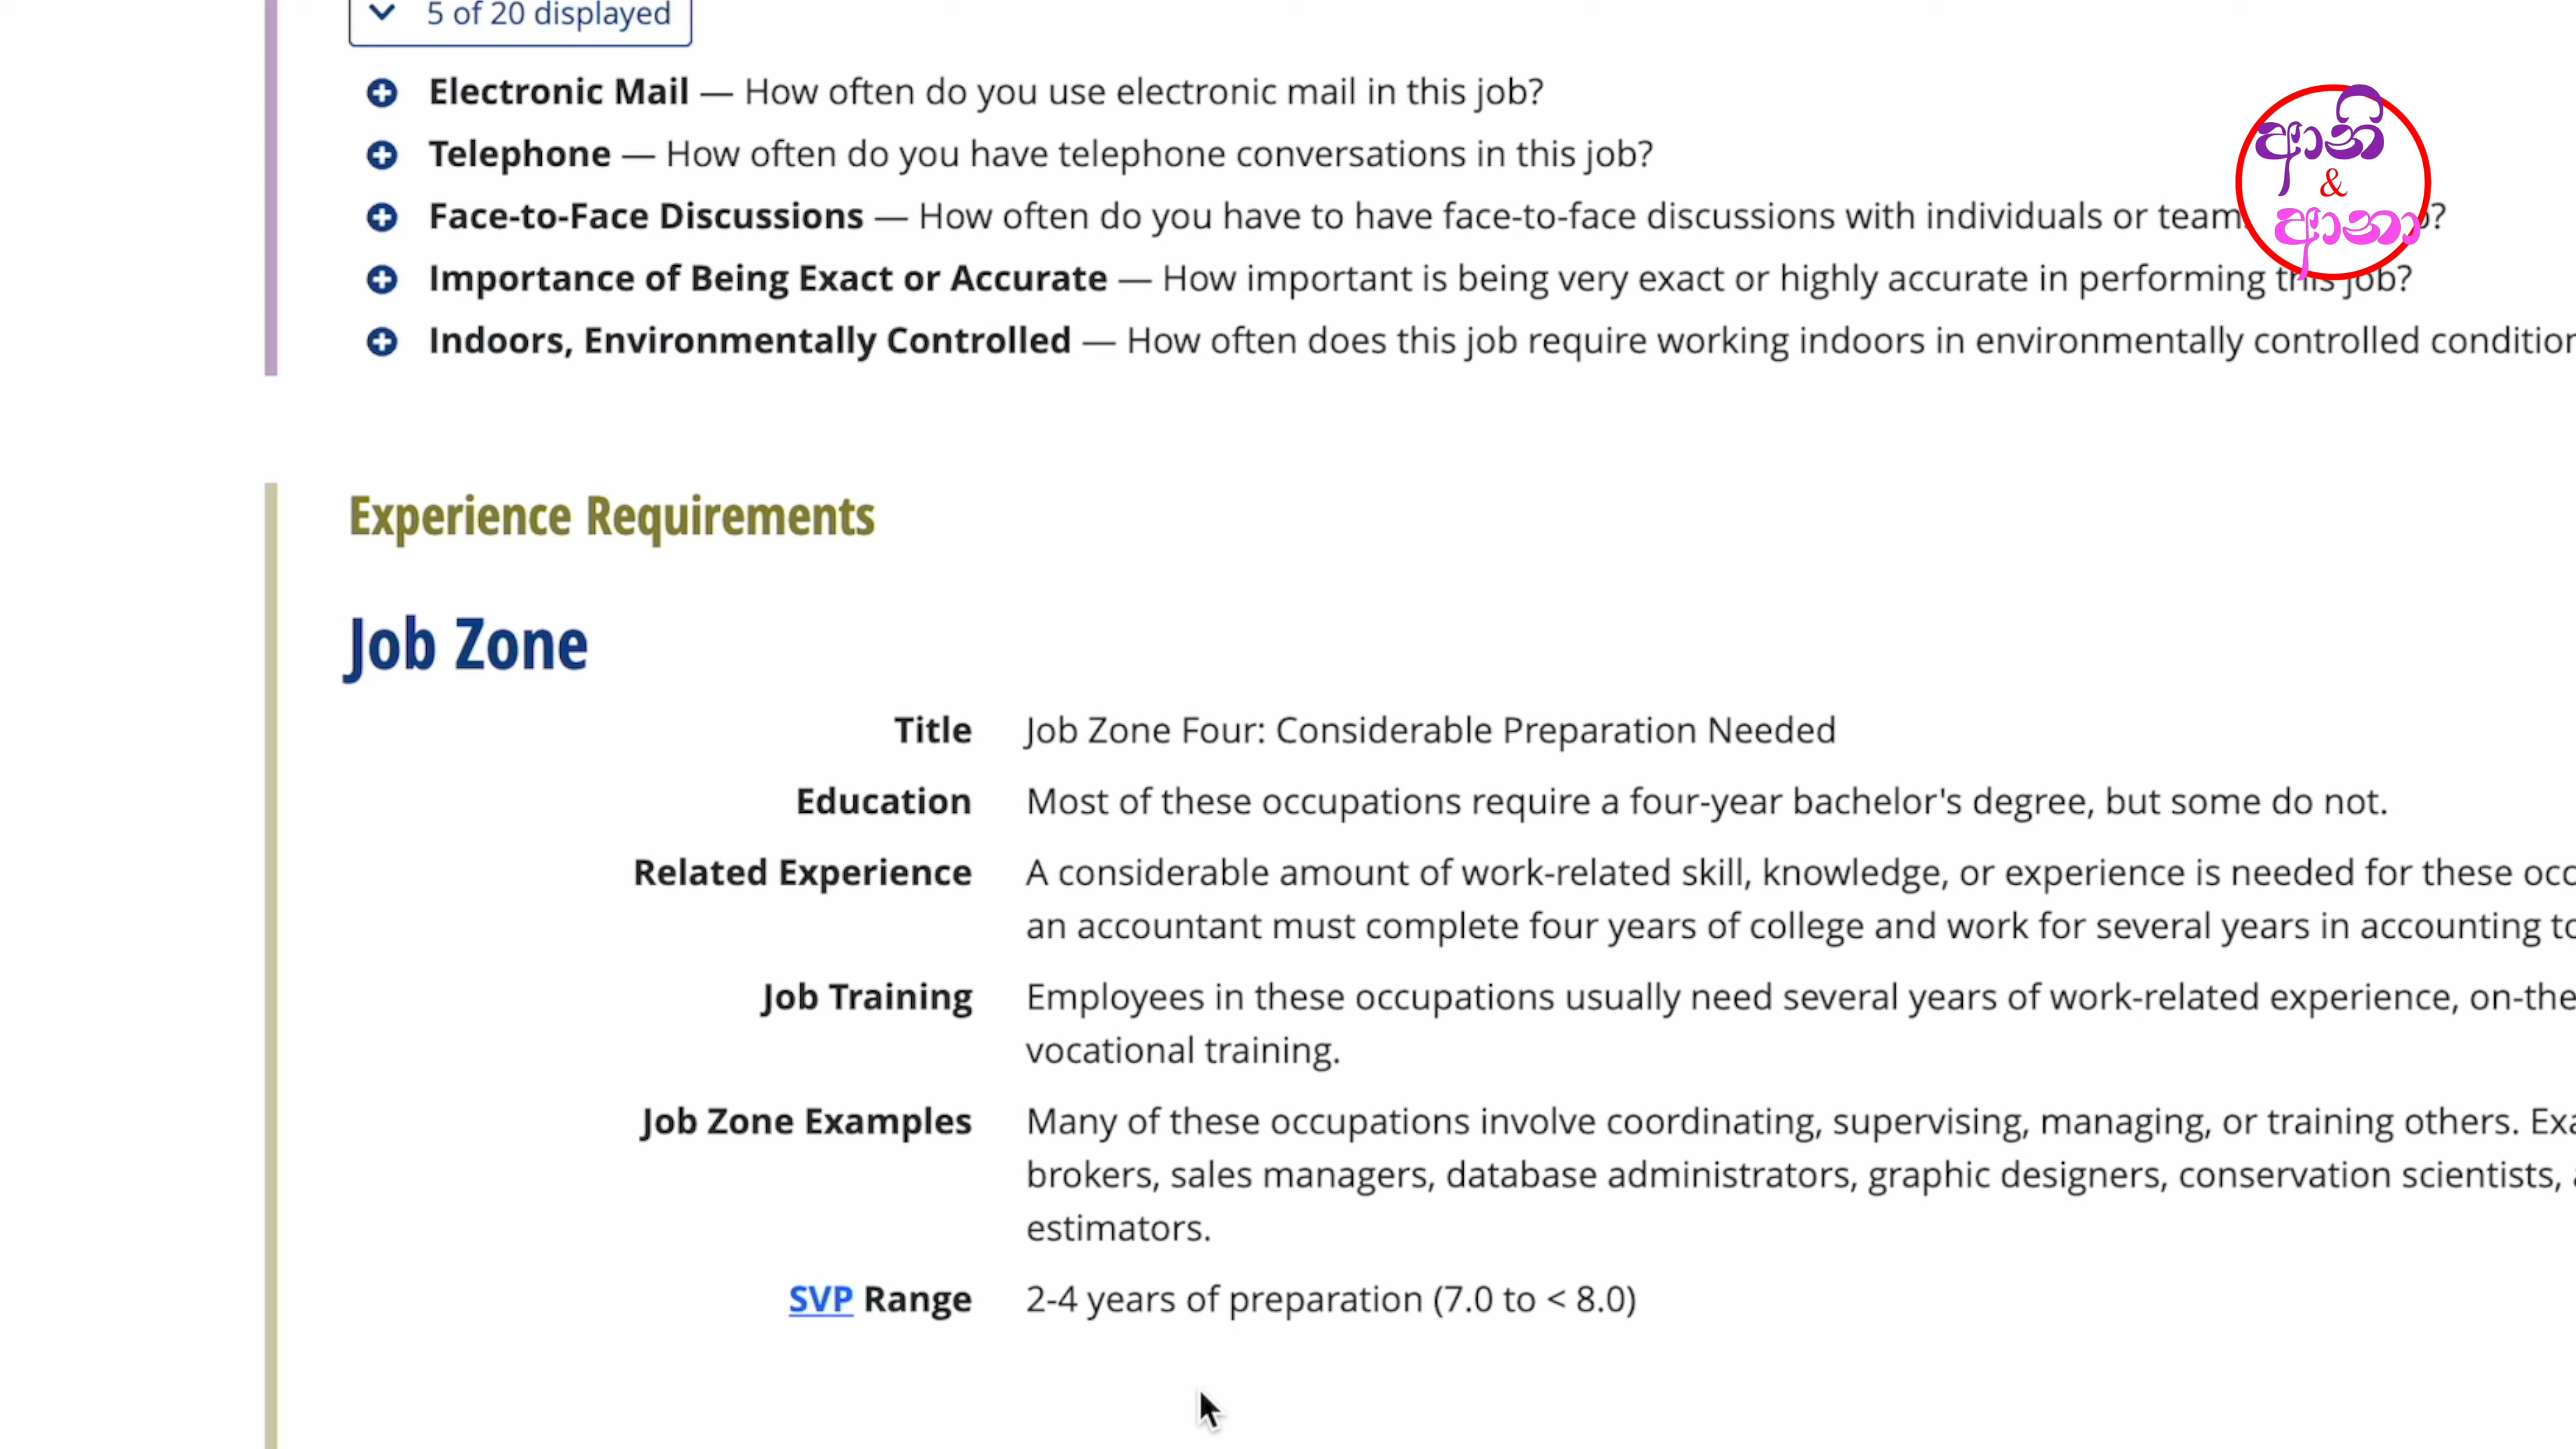 5 of 20 displayed
Electronic Mail — How often do you use electronic mail in this job?
Telephone — How often do you have telephone conversations in this job?
Face-to-Face Discussions — How often do you have to have face-to-face discussions with individuals or team
Importance of Being Exact or Accurate — How important is being very exact or highly accurate in performing this job?
Indoors, Environmentally Controlled — How often does this job require working indoors in environmentally controlled condition
&
Experience Requirements
Job Zone
Title Job Zone Four: Considerable Preparation Needed
Education Most of these occupations require a four-year bachelor's degree, but some do not.
Related Experience A considerable amount of work-related skill, knowledge, or experience is needed for these occ
an accountant must complete four years of college and work for several years in accounting to
Job Training Employees in these occupations usually need several years of work-related experience, on-the
vocational training.
Job Zone Examples Many of these occupations involve coordinating, supervising, managing, or training others. Exa
brokers, sales managers, database administrators, graphic designers, conservation scientists,
estimators.
SVP Range 2-4 years of preparation (7.0 to < 8.0)